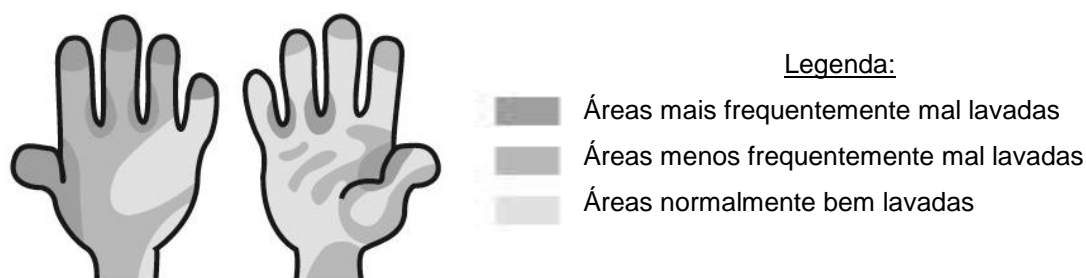 Legenda:
Áreas mais frequentemente mal lavadas
Áreas menos frequentemente mal lavadas
Áreas normalmente bem lavadas